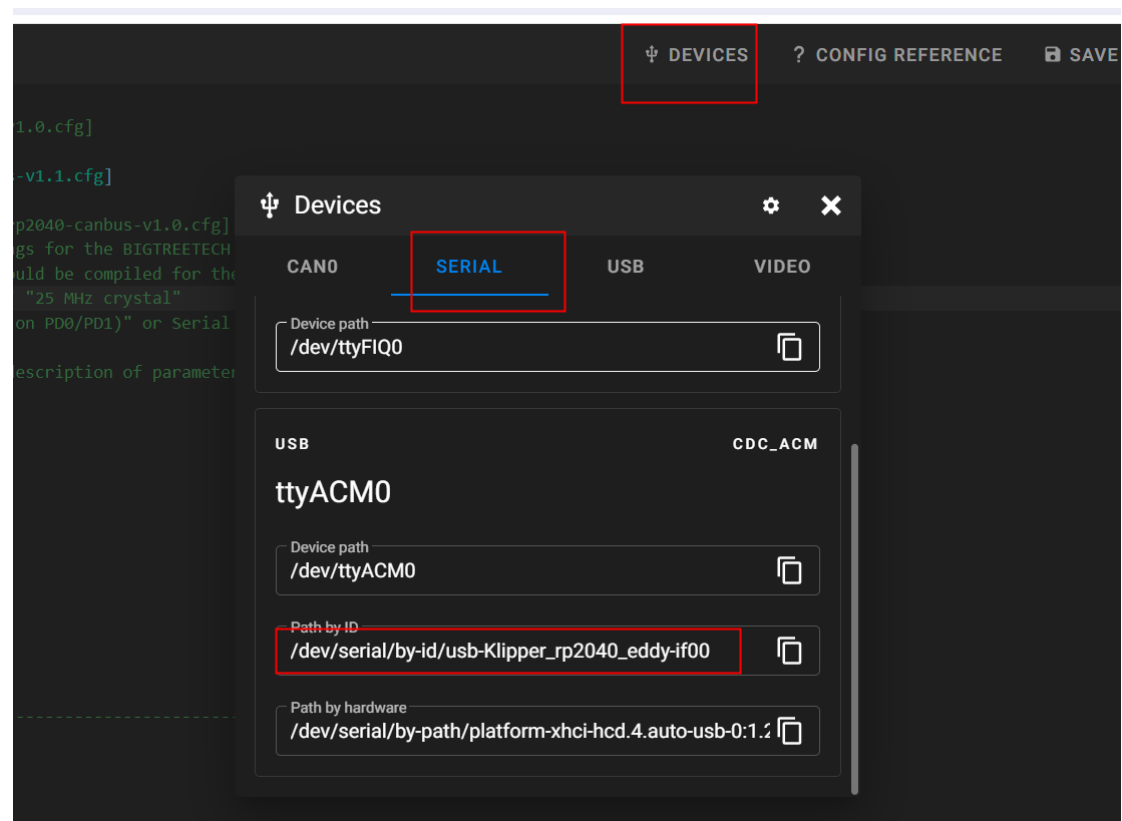 DEVICES ? CONFIG REFERENCE SAVE
v1.0.cfg]
-v1.1.cfg]
Devices
rp2040-canbus-v1.0.cfg]
gs for the BIGTREETECH
CAN0 SERIAL USB VIDEO
uld be compiled for the
"25 MHz crystal"
on PD0/PD1)" or Serial
Device path
/dev/ttyFIQ0
escription of parameter
USB CDC_ACM
ttyACM0
Device path
/dev/ttyACM0
Path by ID
/dev/serial/by-id/usb-Klipper_rp2040_eddy-if00
Path by hardware
/dev/serial/by-path/platform-xhci-hcd.4.auto-usb-0:1.2